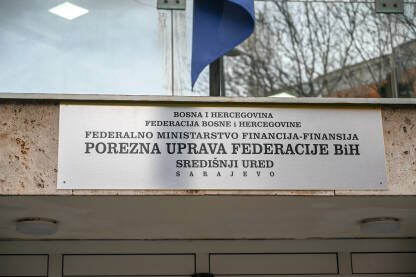 BOSNA I HERCEGOVINA
FEDERACIJA BOSNE i HERCEGOVINE
FEDERALNO MINISTARSTVO FINANCIJA-FINANSIJA
POREZNA UPRAVA FEDERACIJE BiH
SREDIŠNJI URED
SARAJEVO